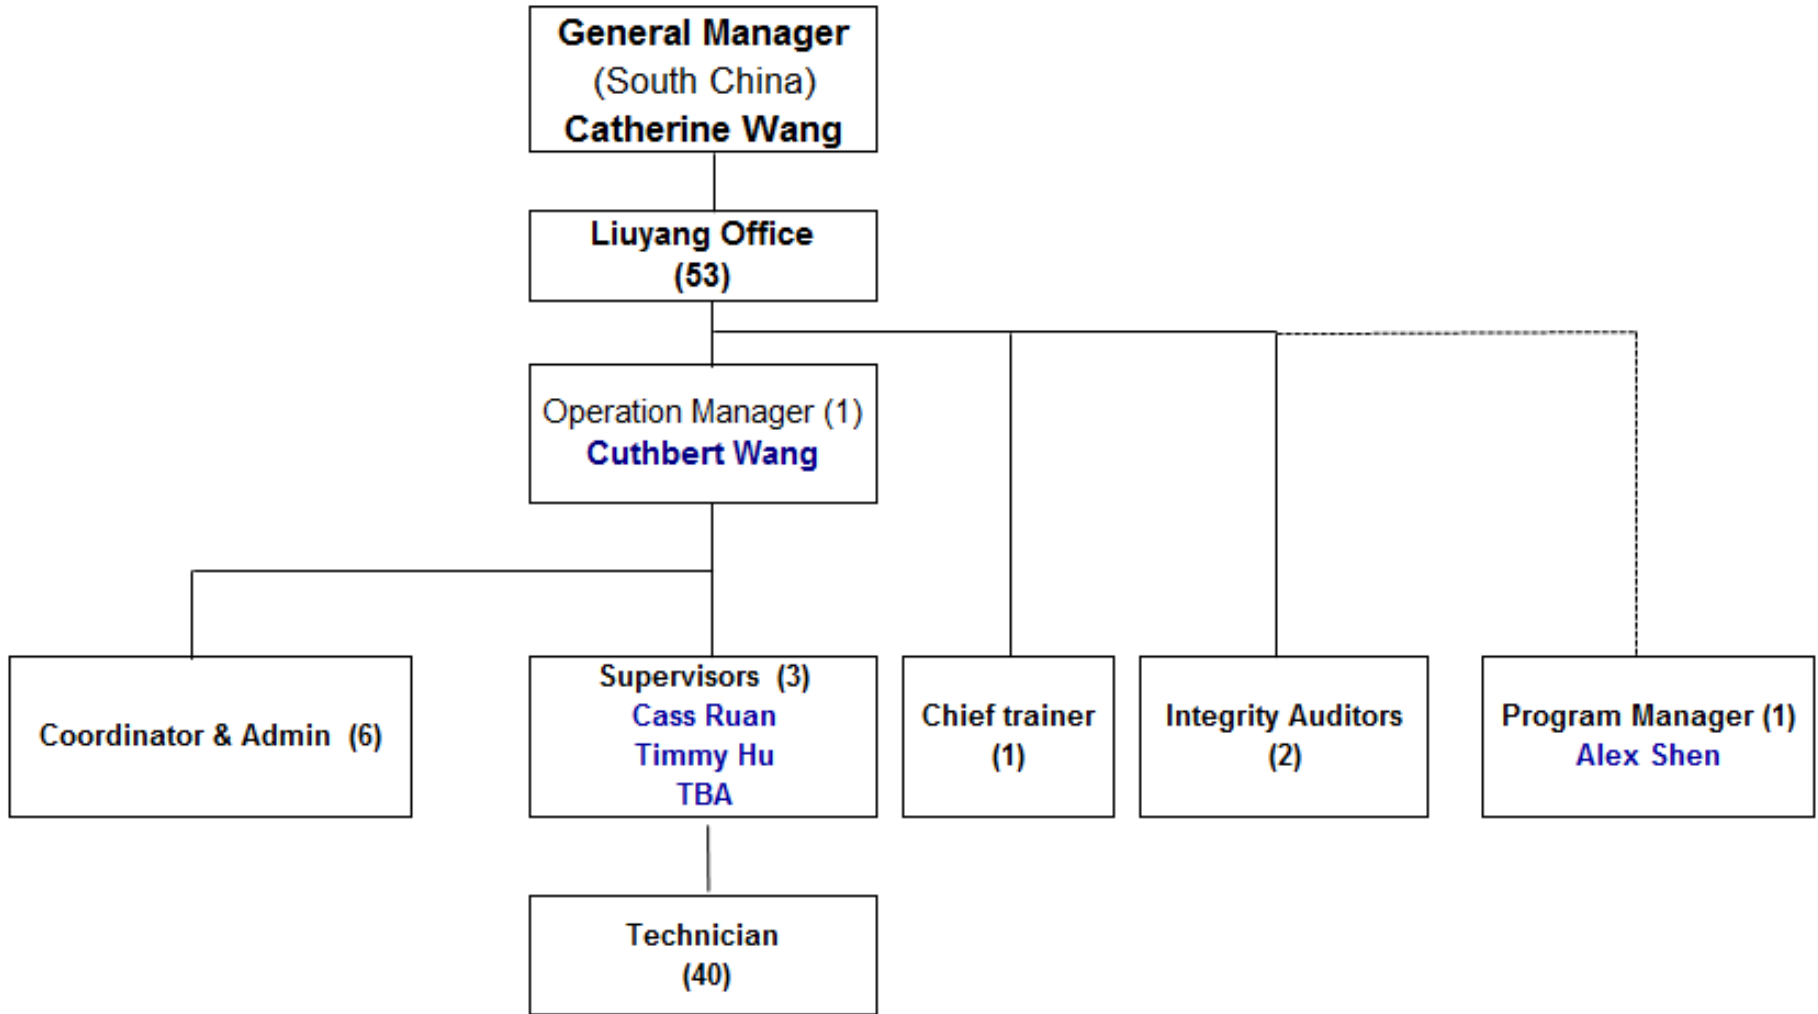 General Manager
(South China)
Catherine Wang
Liuyang Office
(53)
Operation Manager (1)
Cuthbert Wang
Coordinator & Admin (6)
Supervisors (3)
Cass Ruan
Timmy Hu
TBA
Chief trainer
(1)
Integrity Auditors
(2)
Program Manager (1)
Alex Shen
Technician
(40)